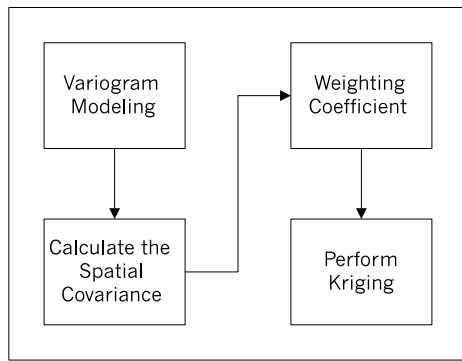 Variogram
Modeling
Calculate the
Spatial
Covariance
Weighting
Coefficient
Perform
Kriging